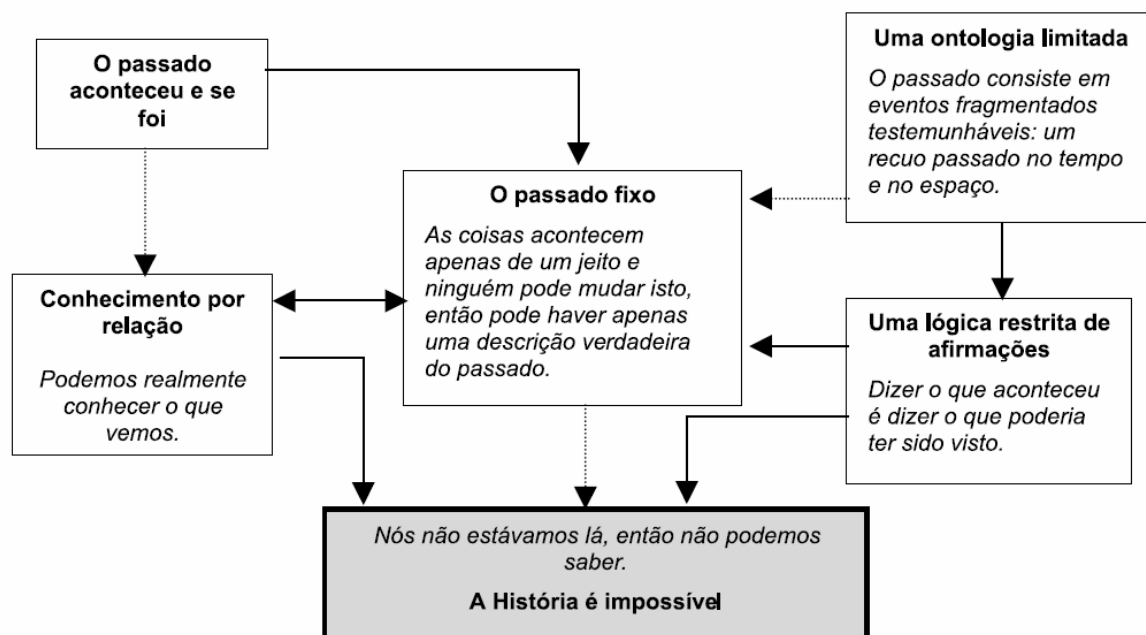 O passado
aconteceu e se
foi
Uma ontologia limitada
O passado consiste em
eventos fragmentados
testemunháveis: um
recuo passado no tempo
e no espaço.
O passado fixo
As coisas acontecem
apenas de um jeito e
ninguém pode mudar isto,
então pode haver apenas
uma descrição verdadeira
do passado.
Conhecimento por
relação
Podemos realmente
conhecer o que
vemos.
Uma lógica restrita de
afirmações
Dizer o que aconteceu
é dizer o que poderia
ter sido visto.
Nós não estávamos lá, então não podemos
saber.
A História é impossível